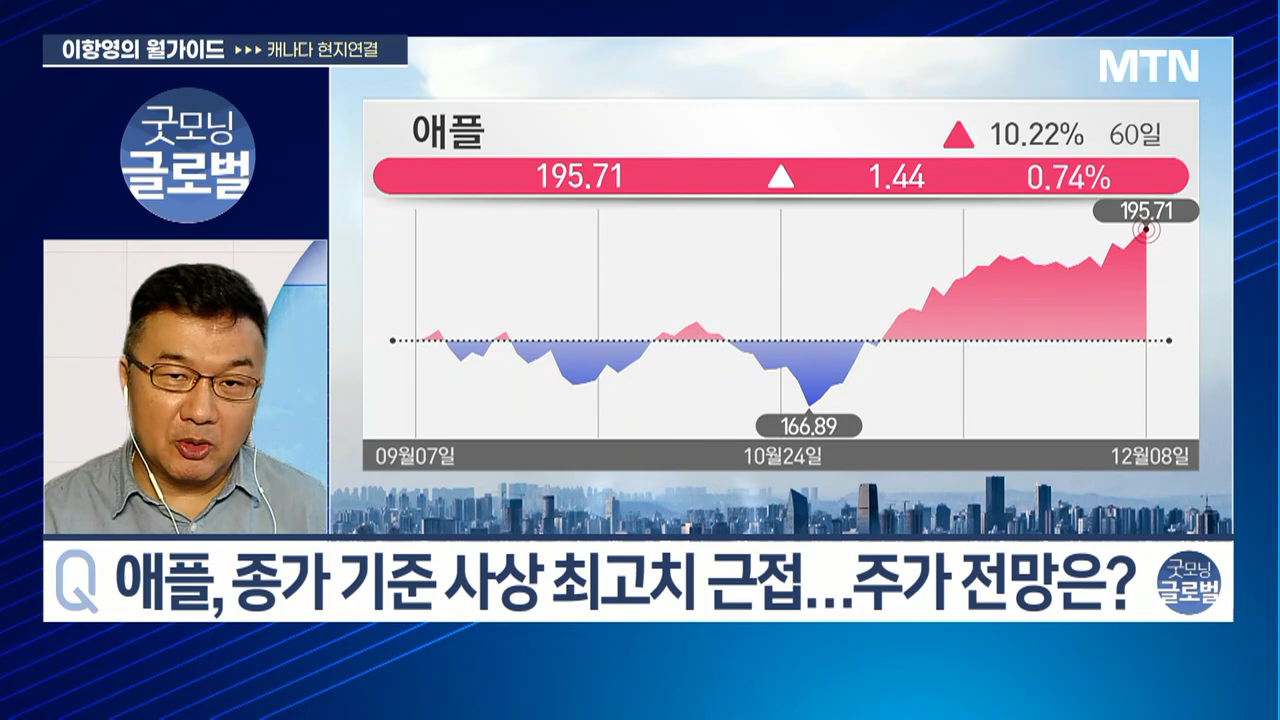 이항영의 월가이드 ▸▸▸ 캐나다 현지연결
MTN
굿모닝
글로벌
애플 ▲ 10.22% 60일
195.71 ▲ 1.44 0.74%
195.71
166.89
09월07일 10월24일 12월08일
Q 애플, 종가 기준 사상 최고치 근접...주가 전망은?
굿모닝
글로벌